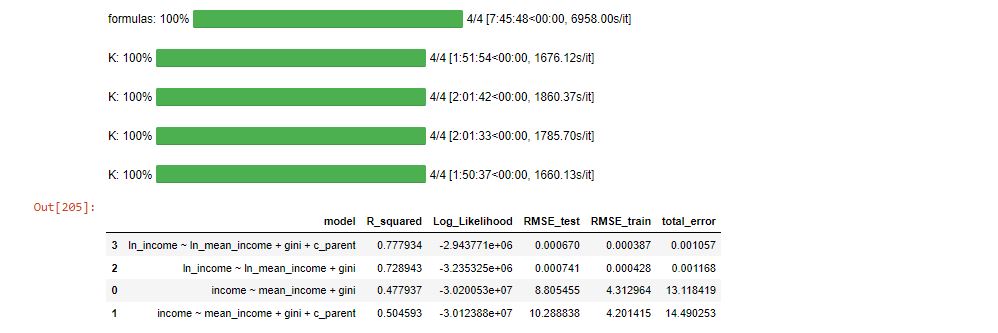 formulas: 100% 4/4 [7:45:48<00:00, 6958.00s/it]
K: 100% 4/4 [1:51:54<00:00, 1676.12s/it]
K: 100% 4/4 [2:01:42<00:00, 1860.37s/it]
K: 100% 4/4 [2:01:33<00:00, 1785.70s/it]
K: 100% 4/4 [1:50:37<00:00, 1660.13s/it]
Out[205]:
model R_squared Log_Likelihood RMSE_test RMSE_train total_error
3 ln_income ~ ln_mean_income + gini + c_parent 0.777934 -2.943771e+06 0.000670 0.000387 0.001057
2 ln_income ~ ln_mean_income + gini 0.728943 -3.235325e+06 0.000741 0.000428 0.001168
0 income ~ mean_income + gini 0.477937 -3.020053e+07 8.805455 4.312964 13.118419
1 income ~ mean_income + gini + c_parent 0.504593 -3.012388e+07 10.288838 4.201415 14.490253